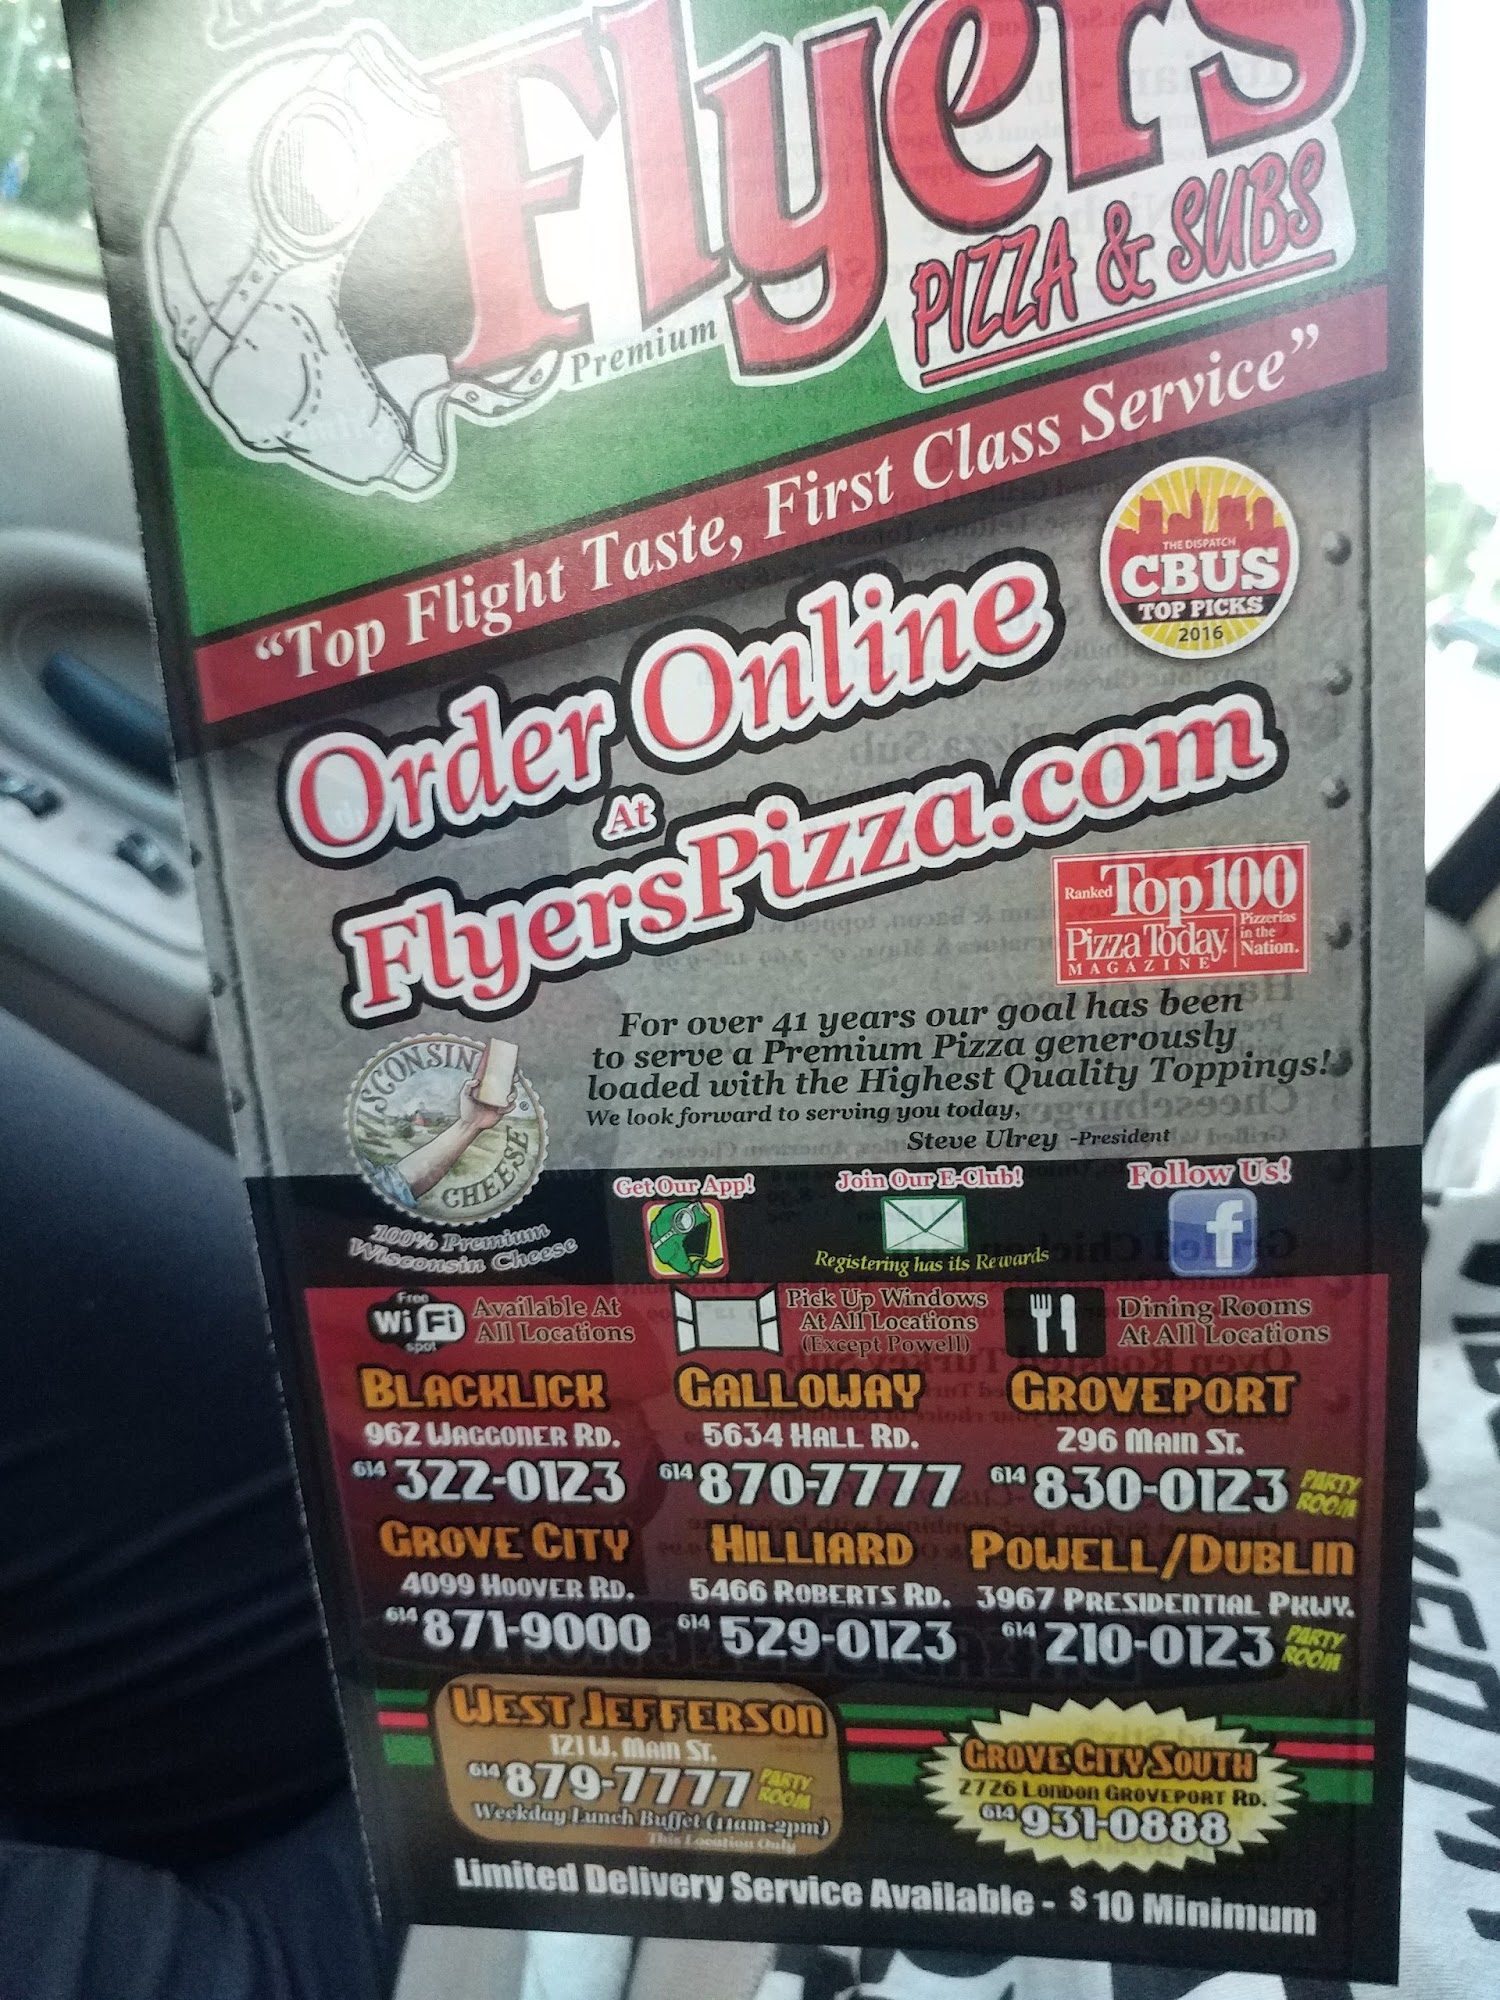 Flyers
PIZZA & SUBS
Premium
"Top Flight Taste, First Class Service"
THE DISPATCH
CBUS
TOP PICKS
2016
Order Online
At
FlyersPizza.com
Ranked Top 100
Pizza Today
MAGAZINE
Pizzerias
in the
Nation.
For over 41 years our goal has been
to serve a Premium Pizza generously
loaded with the Highest Quality Toppings!
We look forward to serving you today,
Steve Ulrey -President
WISCONSIN
CHEESE
®
100% Premium
Wisconsin Cheese
Get Our App!
Join Our E-Club!
Registering has its Rewards
Follow Us!
f
Free
Wi Fi
spot
Available At
All Locations
Pick Up Windows
At All Locations
(Except Powell)
Dining Rooms
At All Locations
BLACKLICK
962 WAGGONER RD.
614 322-0123
GALLOWAY
5634 HALL RD.
614 870-7777
GROVEPORT
296 MAIN ST.
614 830-0123
PARTY
ROOM
GROVE CITY
4099 HOOVER RD.
614 871-9000
HILLIARD
5466 ROBERTS RD.
614 529-0123
POWELL/DUBLIN
3967 PRESIDENTIAL PKWY.
614 210-0123
PARTY
ROOM
WEST JEFFERSON
121 W. MAIN ST.
614 879-7777
PARTY
ROOM
Weekday Lunch Buffet (11am-2pm)
This Location Only
GROVE CITY SOUTH
2726 LONDON GROVEPORT RD.
614 931-0888
Limited Delivery Service Available - $10 Minimum